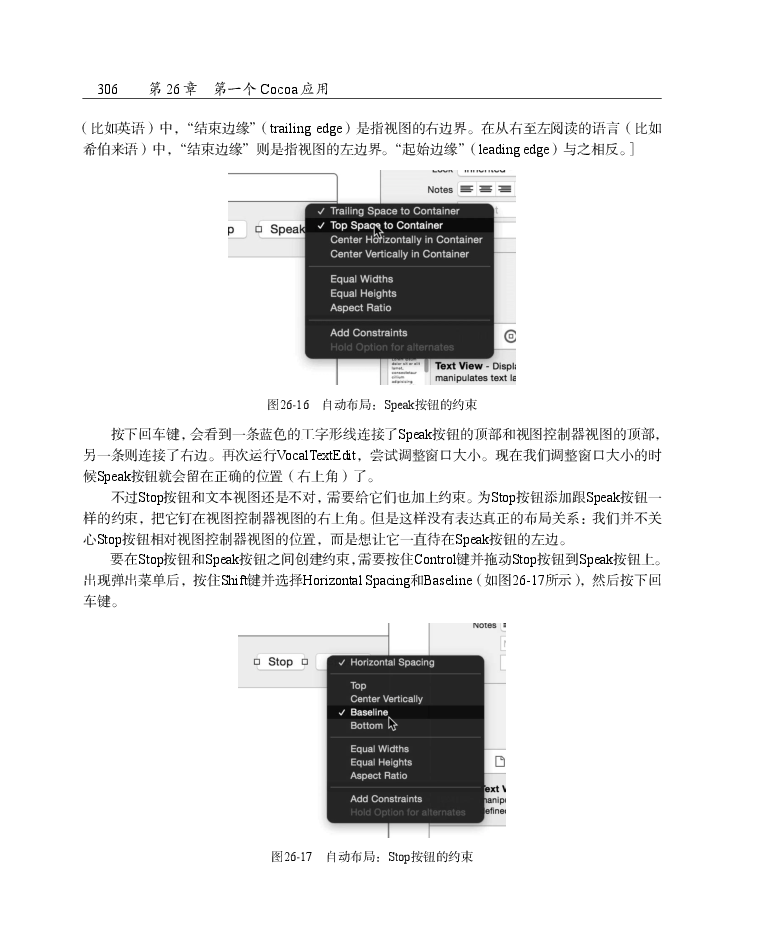 306 第 26 章 第一个 Cocoa 应用
（比如英语）中，“结束边缘”（trailing edge）是指视图的右边界。在从右至左阅读的语言（比如
希伯来语）中，“结束边缘”则是指视图的左边界。“起始边缘”（leading edge）与之相反。]
Notes
Trailing Space to Container
Speak
Top Space to Container
Center Horizontally in Container
Center Vertically in Container
Equal Widths
Equal Heights
Aspect Ratio
Add Constraints
Hold Option for alternates
Text View - Displa
manipulates text la
图26-16 自动布局：Speak按钮的约束
按下回车键，会看到一条蓝色的工字形线连接了Speak按钮的顶部和视图控制器视图的顶部，
另一条则连接了右边。再次运行VocalTextEdit，尝试调整窗口大小。现在我们调整窗口大小的时
候Speak按钮就会留在正确的位置（右上角）了。
不过Stop按钮和文本视图还是不对，需要给它们也加上约束。为Stop按钮添加跟Speak按钮一
样的约束，把它钉在视图控制器视图的右上角。但是这样没有表达真正的布局关系：我们并不关
心Stop按钮相对视图控制器视图的位置，而是想让它一直待在Speak按钮的左边。
要在Stop按钮和Speak按钮之间创建约束，需要按住Control键并拖动Stop按钮到Speak按钮上。
出现弹出菜单后，按住Shift键并选择Horizontal Spacing和Baseline（如图26-17所示），然后按下回
车键。
Notes
Stop
Horizontal Spacing
Top
Center Vertically
Baseline
Bottom
Equal Widths
Equal Heights
Aspect Ratio
Add Constraints
Hold Option for alternates
图26-17 自动布局：Stop按钮的约束